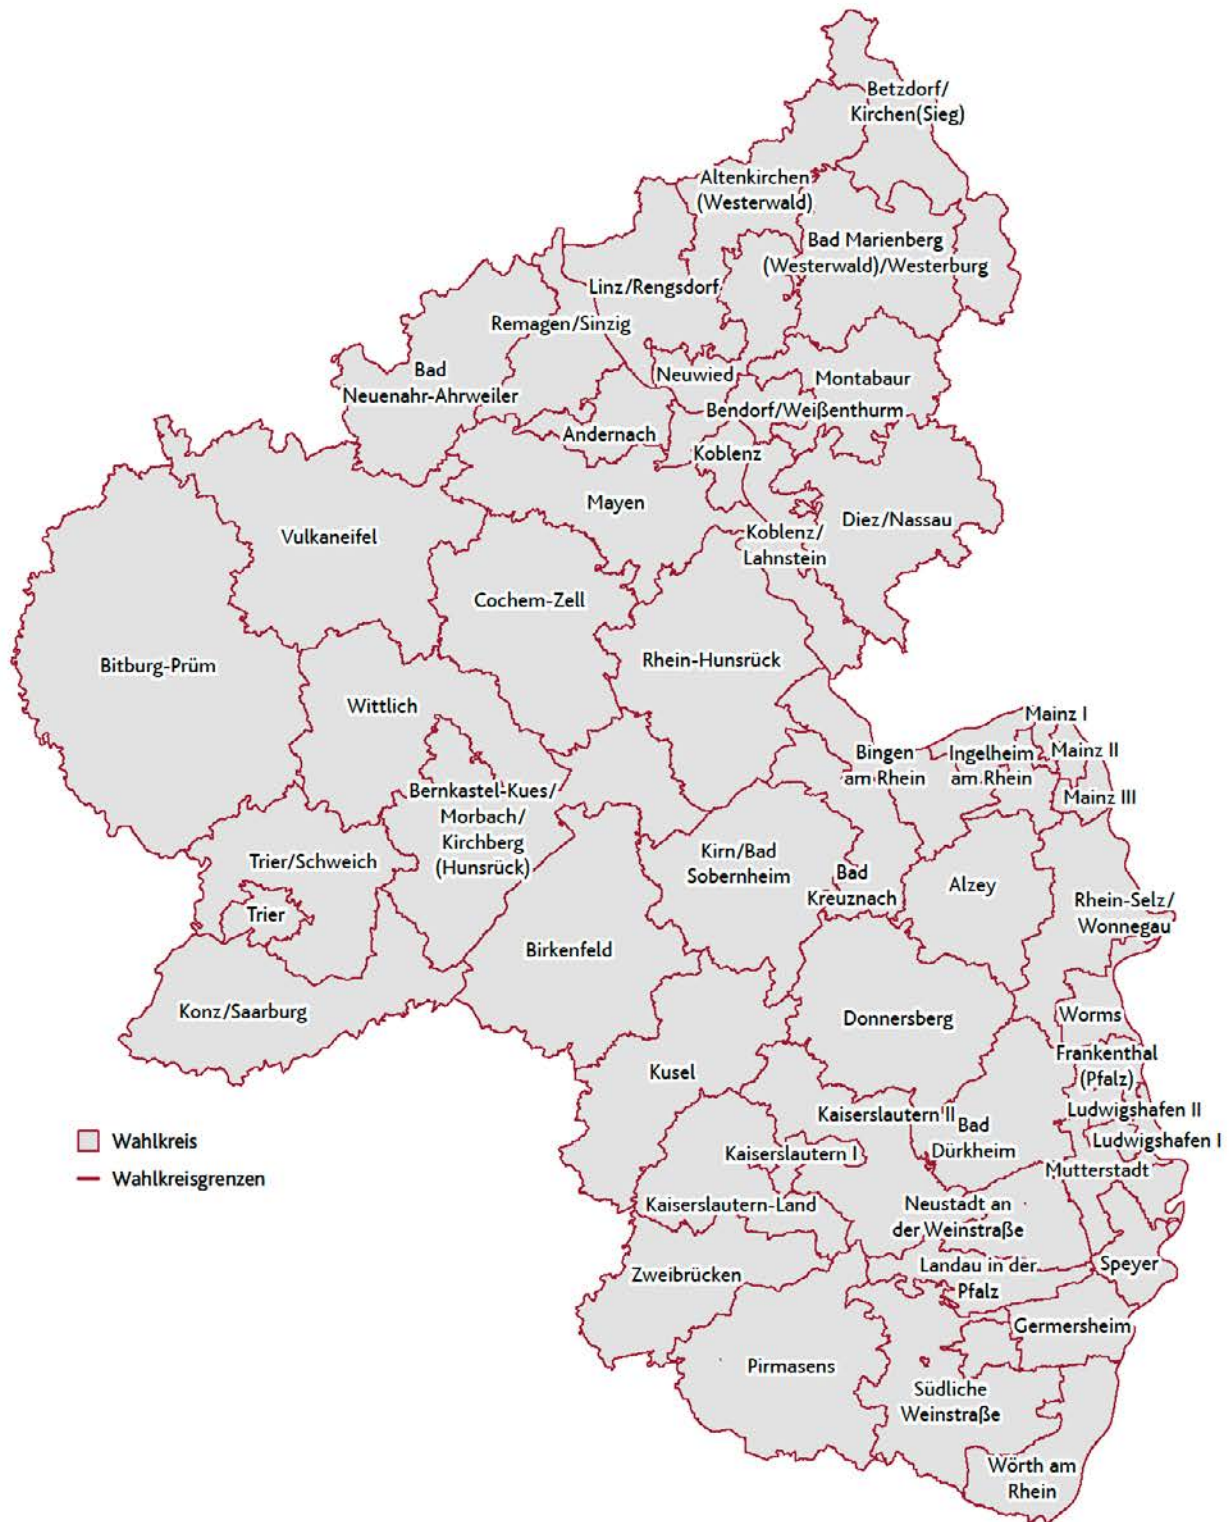 Betzdorf/
Kirchen(Sieg)
Altenkirchen
(Westerwald)
Bad Marienberg
(Westerwald)/Westerburg
Linz/Rengsdorf
Remagen/Sinzig
Bad
Neuenahr-Ahrweiler
Neuwied
Montabaur
Bendorf/Weißenthurm
Andernach
Koblenz
Mayen
Diez/Nassau
Koblenz/
Lahnstein
Vulkaneifel
Cochem-Zell
Bitburg-Prüm
Rhein-Hunsrück
Wittlich
Mainz I
Mainz II
Mainz III
Bingen
am Rhein
Ingelheim
am Rhein
Bernkastel-Kues/
Morbach/
Kirchberg
(Hunsrück)
Trier/Schweich
Trier
Kirn/Bad
Sobernheim
Bad
Kreuznach
Alzey
Rhein-Selz/
Wonnegau
Birkenfeld
Konz/Saarburg
Donnersberg
Worms
Frankenthal
(Pfalz)
Kusel
Kaiserslautern II
Bad
Dürkheim
Ludwigshafen II
Ludwigshafen I
Wahlkreis
Wahlkreisgrenzen
Kaiserslautern I
Mutterstadt
Kaiserslautern-Land
Neustadt an
der Weinstraße
Zweibrücken
Landau in der
Pfalz
Speyer
Germersheim
Pirmasens
Südliche
Weinstraße
Wörth am
Rhein